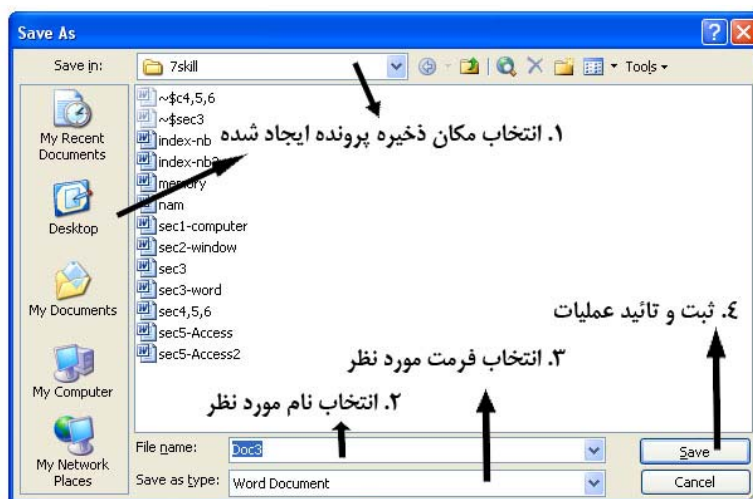 Save As
Save in:
7skill
Tools
My Recent Documents
Desktop
My Documents
My Computer
My Network Places
~$c4,5,6
~$sec3
index-nb
۱. انتخاب مکان ذخیره پرونده ایجاد شده
index-nb2
memory
nam
sec1-computer
sec2-window
sec3
sec3-word
sec4,5,6
٤. ثبت و تائید عملیات
sec5-Access
sec5-Access2
۳. انتخاب فرمت مورد نظر
۲. انتخاب نام مورد نظر
File name:
Doc3
Save
Save as type:
Word Document
Cancel